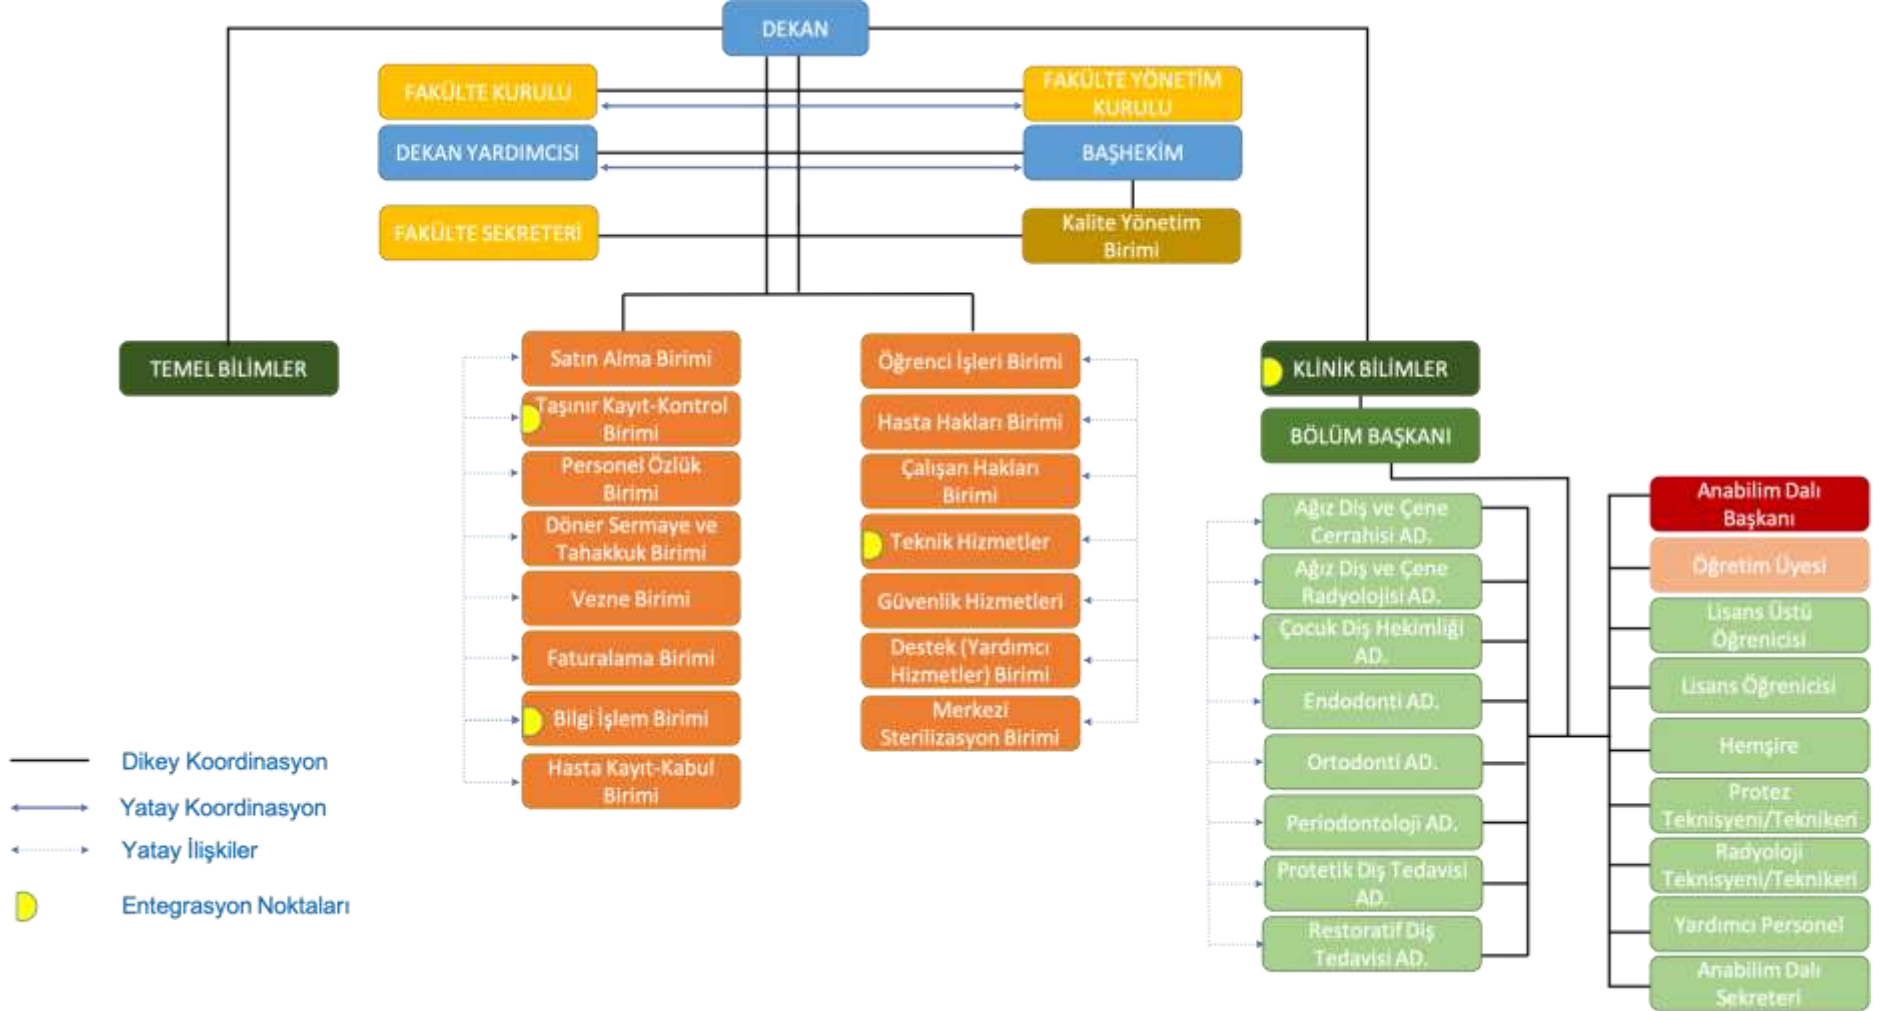 DEKAN
FAKÜLTE KURULU
FAKÜLTE YÖNETİM
KURULU
DEKAN YARDIMCISI
BAŞHEKİM
FAKÜLTE SEKRETERİ
Kalite Yönetim
Birimi
TEMEL BİLİMLER
Satın Alma Birimi
Taşınır Kayıt-Kontrol
Birimi
Personel Özlük
Birimi
Döner Sermaye ve
Tahakkuk Birimi
Vezne Birimi
Faturalama Birimi
Bilgi İşlem Birimi
Hasta Kayıt-Kabul
Birimi
Öğrenci İşleri Birimi
Hasta Hakları Birimi
Çalışan Hakları
Birimi
Teknik Hizmetler
Güvenlik Hizmetleri
Destek (Yardımcı
Hizmetler) Birimi
Merkezi
Sterilizasyon Birimi
KLİNİK BİLİMLER
BÖLÜM BAŞKANI
Ağız Diş ve Çene
Cerrahisi AD.
Ağız Diş ve Çene
Radyolojisi AD.
Çocuk Diş Hekimliği
AD.
Endodonti AD.
Ortodonti AD.
Periodontoloji AD.
Protetik Diş Tedavisi
AD.
Restoratif Diş
Tedavisi AD.
Anabilim Dalı
Başkanı
Öğretim Üyesi
Lisans Üstü
Öğrenicisi
Lisans Öğrenicisi
Hemşire
Protez
Teknisyeni/Teknikeri
Radyoloji
Teknisyeni/Teknikeri
Yardımcı Personel
Anabilim Dalı
Sekreteri
Dikey Koordinasyon
Yatay Koordinasyon
Yatay İlişkiler
Entegrasyon Noktaları